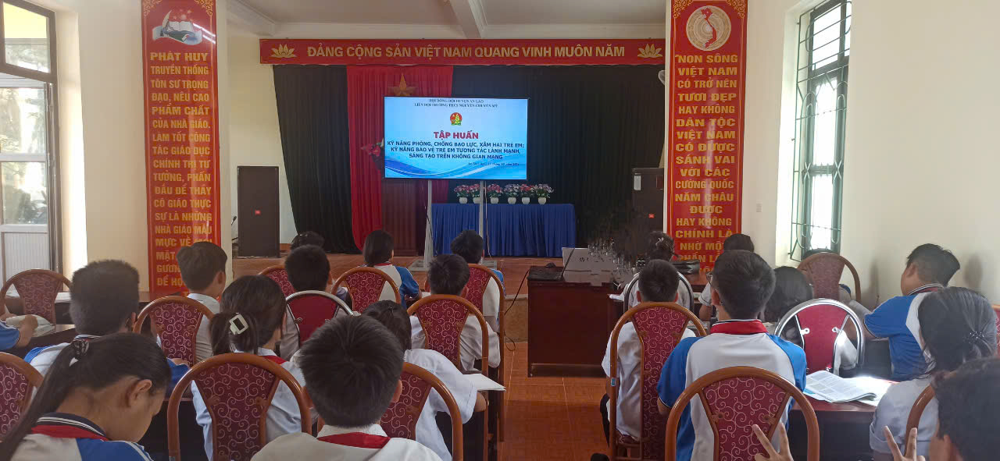 ĐẢNG CỘNG SẢN VIỆT NAM QUANG VINH MUÔN NĂM
PHÁT HUY
TRUYỀN THỐNG
TÔN SƯ TRỌNG
ĐẠO, NÊU CAO
PHẨM CHẤT
CỦA NHÀ GIÁO.
LÀM TỐT CÔNG
TÁC GIÁO DỤC
CHÍNH TRỊ TƯ
TƯỞNG, PHẤN
ĐẤU ĐỂ THẦY
CÔ GIÁO THỰC
SỰ LÀ NHỮNG
NHÀ GIÁO MẪU
MỰC VỀ
MẶT
GƯƠNG
ĐỂ HỌ
HỘI ĐỒNG ĐỘI HUYỆN AN LÃO
LIÊN ĐỘI TRƯỜNG THCS NGUYỄN CHUYÊN MỸ
TẬP HUẤN
KỸ NĂNG PHÒNG, CHỐNG BẠO LỰC, XÂM HẠI TRẺ EM;
KỸ NĂNG BẢO VỆ TRẺ EM TƯƠNG TÁC LÀNH MẠNH,
SÁNG TẠO TRÊN KHÔNG GIAN MẠNG
"NON SÔNG
VIỆT NAM
CÓ TRỞ NÊN
TƯƠI ĐẸP
HAY KHÔNG
DÂN TỘC
VIỆT NAM
CÓ ĐƯỢC
SÁNH VAI
VỚI CÁC
CƯỜNG QUỐC
NĂM CHÂU
ĐƯỢC
HAY KHÔNG
CHÍNH LÀ
NHỜ MỘT
PHẦN LỚN